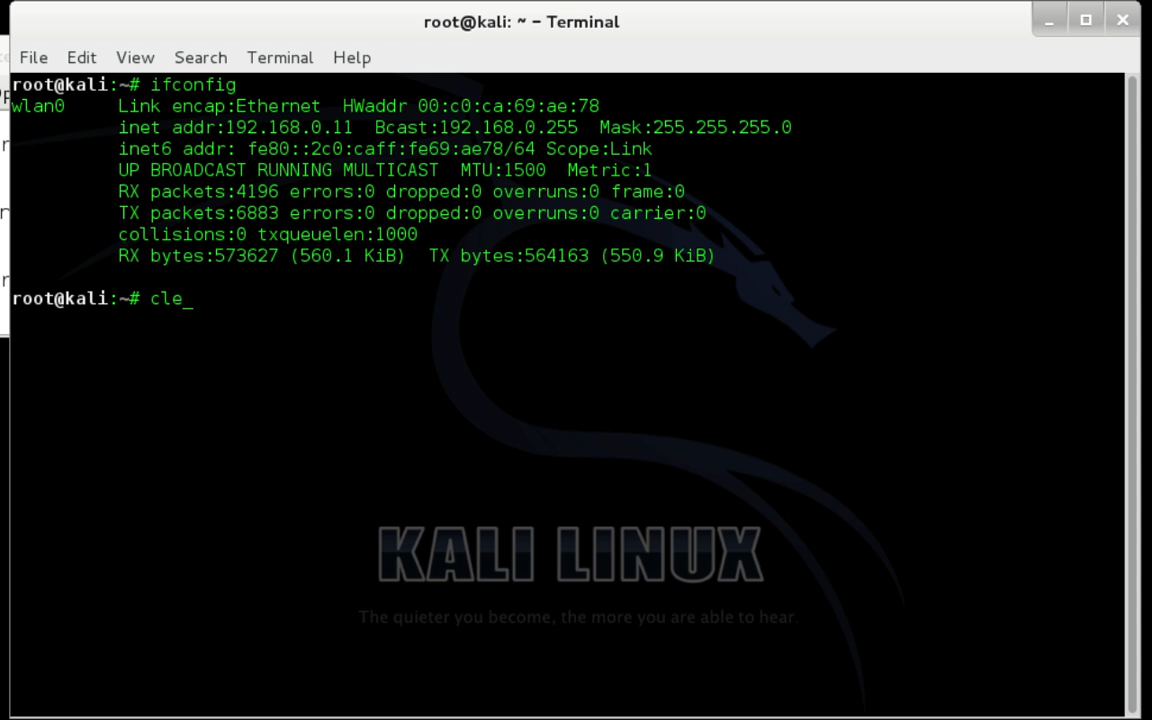 root@kali: ~ – Terminal
File Edit View Search Terminal Help
root@kali:~# ifconfig
wlan0 Link encap:Ethernet HWaddr 00:c0:ca:69:ae:78
inet addr:192.168.0.11 Bcast:192.168.0.255 Mask:255.255.255.0
inet6 addr: fe80::2c0:caff:fe69:ae78/64 Scope:Link
UP BROADCAST RUNNING MULTICAST MTU:1500 Metric:1
RX packets:4196 errors:0 dropped:0 overruns:0 frame:0
TX packets:6883 errors:0 dropped:0 overruns:0 carrier:0
collisions:0 txqueuelen:1000
RX bytes:573627 (560.1 KiB) TX bytes:564163 (550.9 KiB)
root@kali:~# cle_
KALI LINUX
The quieter you become, the more you are able to hear.